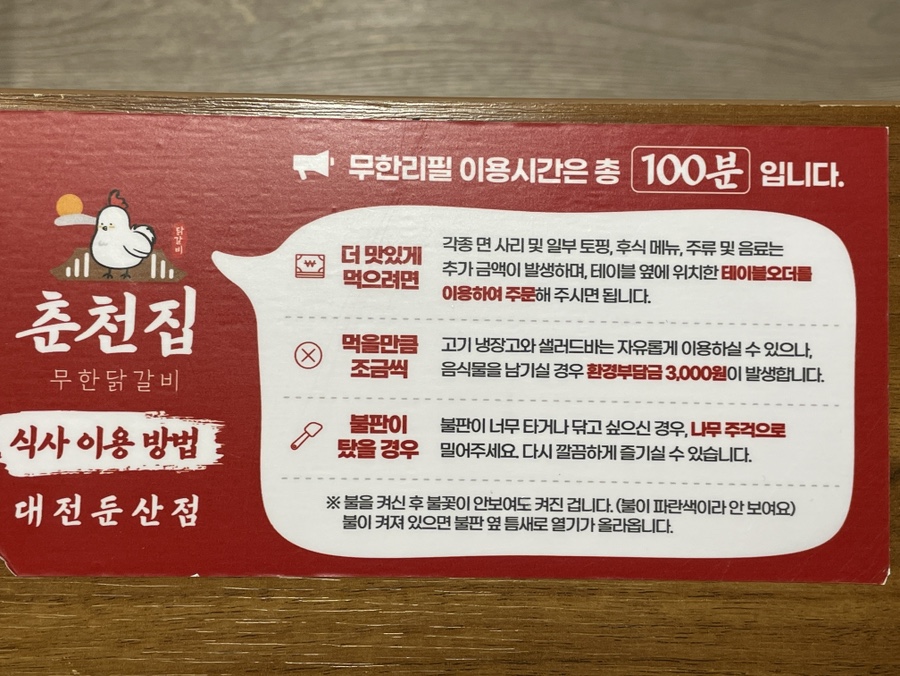 무한리필 이용시간은 총 100분 입니다.
닭갈비
춘천집
무한닭갈비
식사 이용 방법
대전둔산점
더 맛있게
먹으려면
각종 면 사리 및 일부 토핑, 후식 메뉴, 주류 및 음료는
추가 금액이 발생하며, 테이블 옆에 위치한 테이블오더를
이용하여 주문해 주시면 됩니다.
먹을만큼
조금씩
고기 냉장고와 샐러드바는 자유롭게 이용하실 수 있으나,
음식물을 남기실 경우 환경부담금 3,000원이 발생합니다.
불판이
탔을 경우
불판이 너무 타거나 닦고 싶으신 경우, 나무 주걱으로
밀어주세요. 다시 깔끔하게 즐기실 수 있습니다.
※ 불을 켜신 후 불꽃이 안보여도 켜진 겁니다. (불이 파란색이라 안 보여요)
불이 켜져 있으면 불판 옆 틈새로 열기가 올라옵니다.